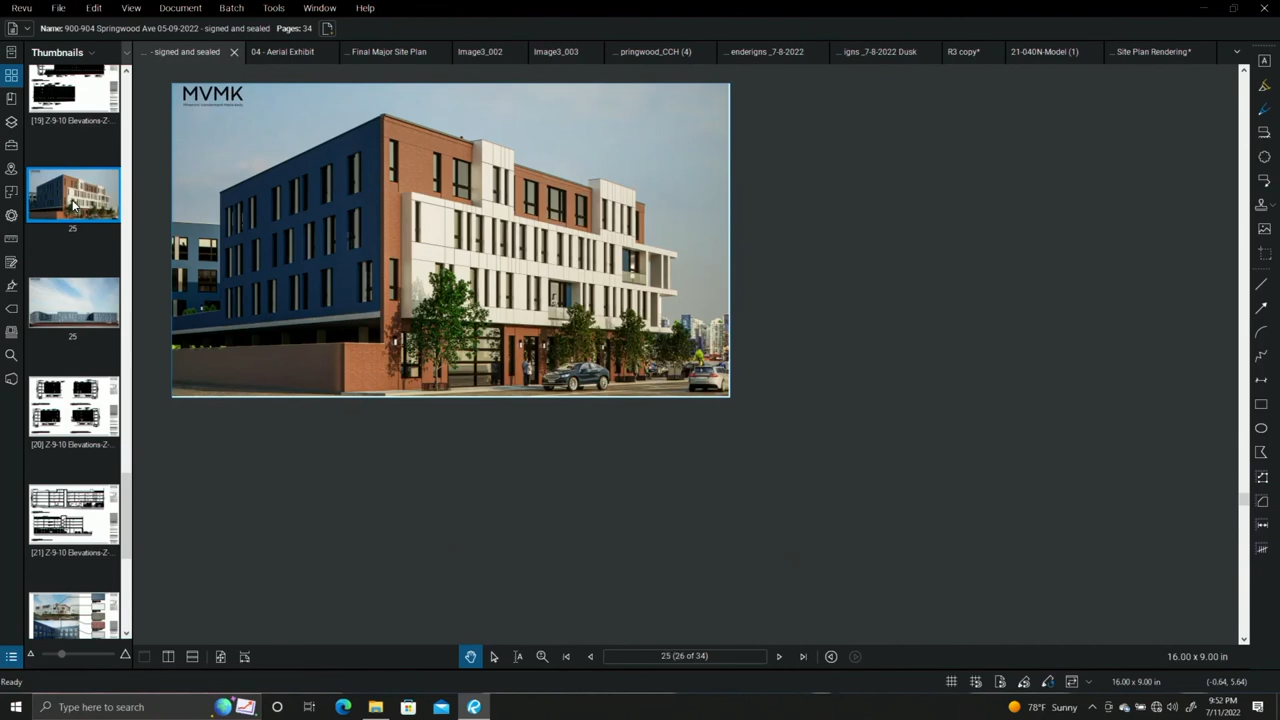 Revu File Edit View Document Batch Tools Window Help
Name: 900-904 Springwood Ave 05-09-2022 - signed and sealed Pages: 34
Thumbnails
... - signed and sealed
04 - Aerial Exhibit
... Final Major Site Plan
Image3_002
Image3_003
... pringwood_CCH (4)
... enderigns _7-8-2022
... igns _7-8-2022 Dusk
R3 copy*
21-040N-Model (1)
... Site Plan Rendering*
MVMK
[19] Z-9-10 Elevations-Z-...
25
25
[20] Z-9-10 Elevations-Z-...
[21] Z-9-10 Elevations-Z-...
25 (26 of 34)
16.00 x 9.00 in
Ready
16.00 x 9.00 in
(-0.64, 5.64)
Type here to search
78°F Sunny
9:52 PM
7/11/2022